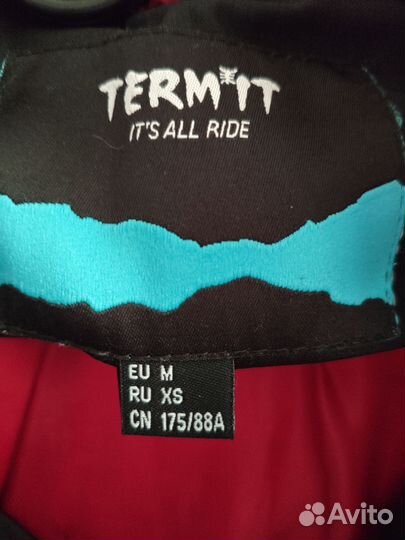 TERMIT
IT'S ALL RIDE
EU M
RU XS
CN 175/88A
Avito